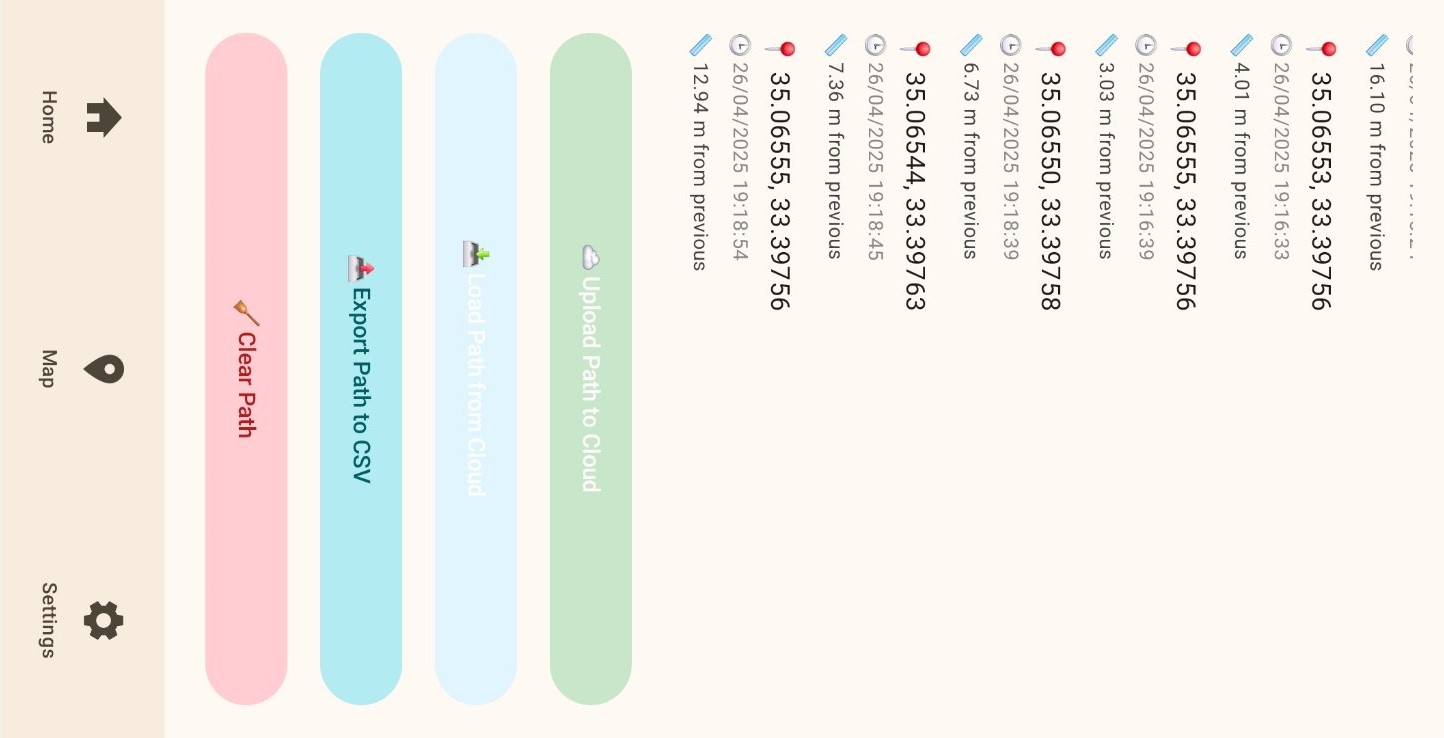 16.10 m from previous
35.06553, 33.39756
26/04/2025 19:16:33
4.01 m from previous
35.06555, 33.39756
26/04/2025 19:16:39
3.03 m from previous
35.06550, 33.39758
26/04/2025 19:18:39
6.73 m from previous
35.06544, 33.39763
26/04/2025 19:18:45
7.36 m from previous
35.06555, 33.39756
26/04/2025 19:18:54
12.94 m from previous
Upload Path to Cloud
Load Path from Cloud
Export Path to CSV
Clear Path
Home
Map
Settings